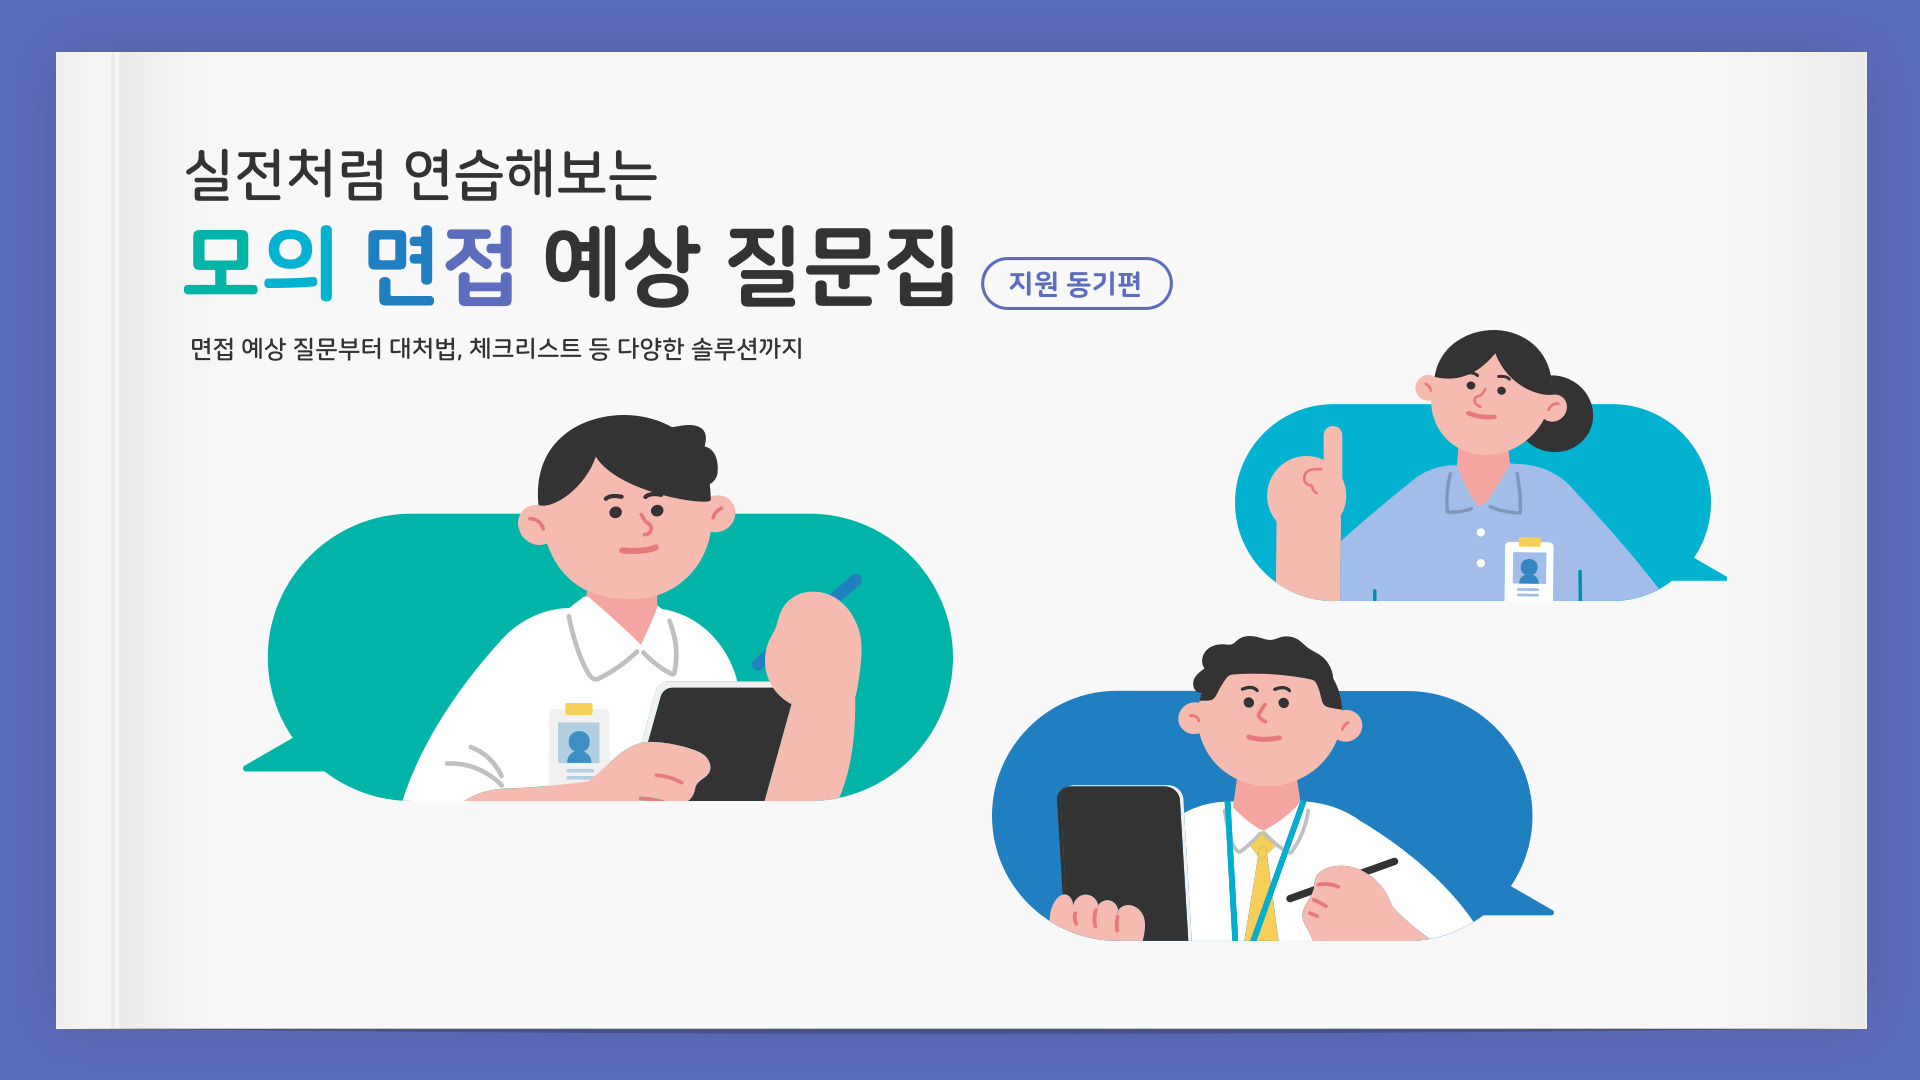 실전처럼 연습해보는
모의 면접 예상 질문집 지원 동기편
면접 예상 질문부터 대처법, 체크리스트 등 다양한 솔루션까지